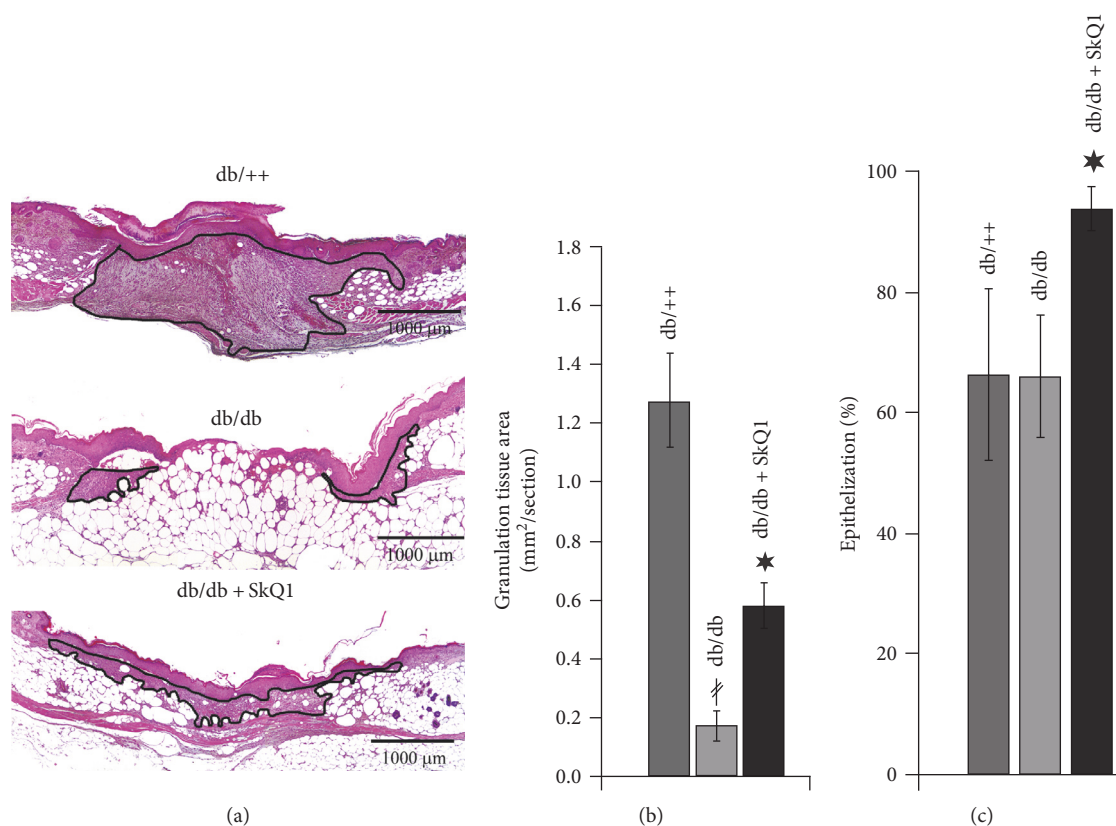 db/++
1000 µm
db/db
1000 µm
db/db + SkQ1
1000 µm
(a)
Granulation tissue area
(mm²/section)
1.8
1.6
1.4
1.2
1.0
0.8
0.6
0.4
0.2
0.0
db/++
db/db
db/db + SkQ1
(b)
Epithelization (%)
100
80
60
40
20
0
db/++
db/db
db/db + SkQ1
(c)